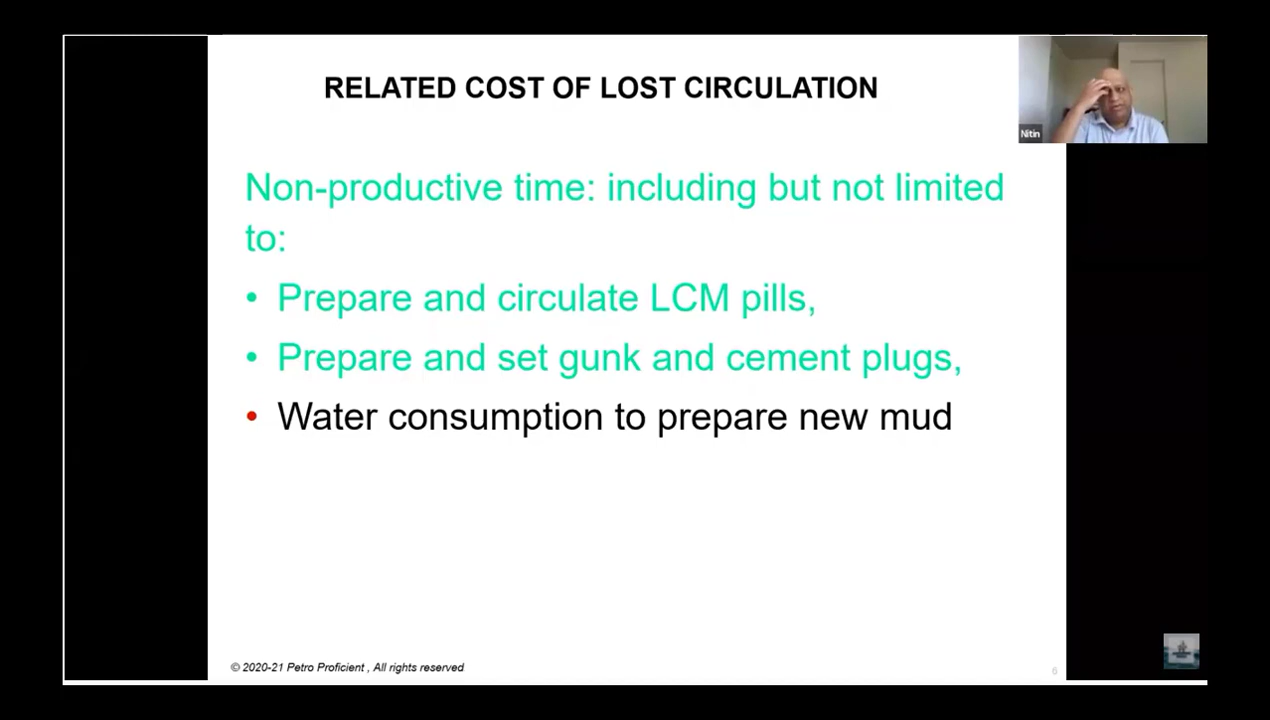 RELATED COST OF LOST CIRCULATION
Nitin
Non-productive time: including but not limited
to:
• Prepare and circulate LCM pills,
• Prepare and set gunk and cement plugs,
• Water consumption to prepare new mud
© 2020-21 Petro Proficient , All rights reserved
6